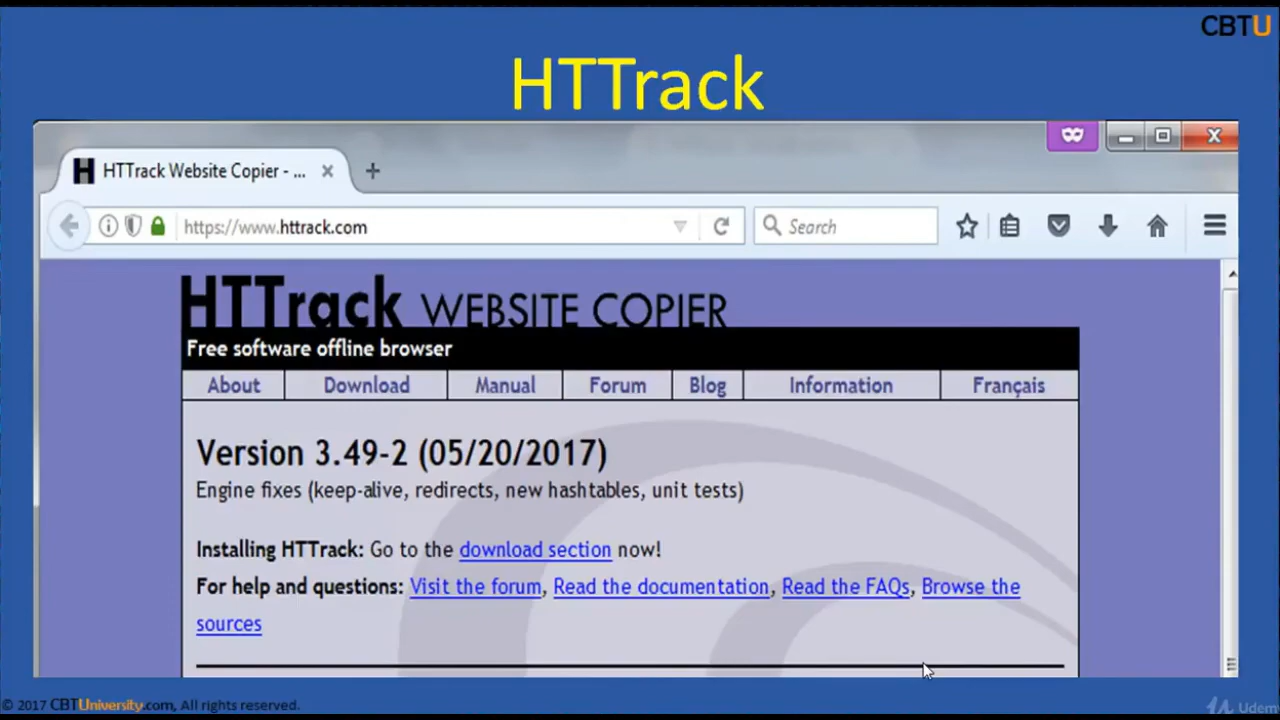 CBTU
HTTrack
HTTrack Website Copier - ...
https://www.httrack.com
Search
HTTrack WEBSITE COPIER
Free software offline browser
About Download Manual Forum Blog Information Français
Version 3.49-2 (05/20/2017)
Engine fixes (keep-alive, redirects, new hashtables, unit tests)
Installing HTTrack: Go to the download section now!
For help and questions: Visit the forum, Read the documentation, Read the FAQs, Browse the
sources
© 2017 CBTUniversity.com, All rights reserved.
Udem